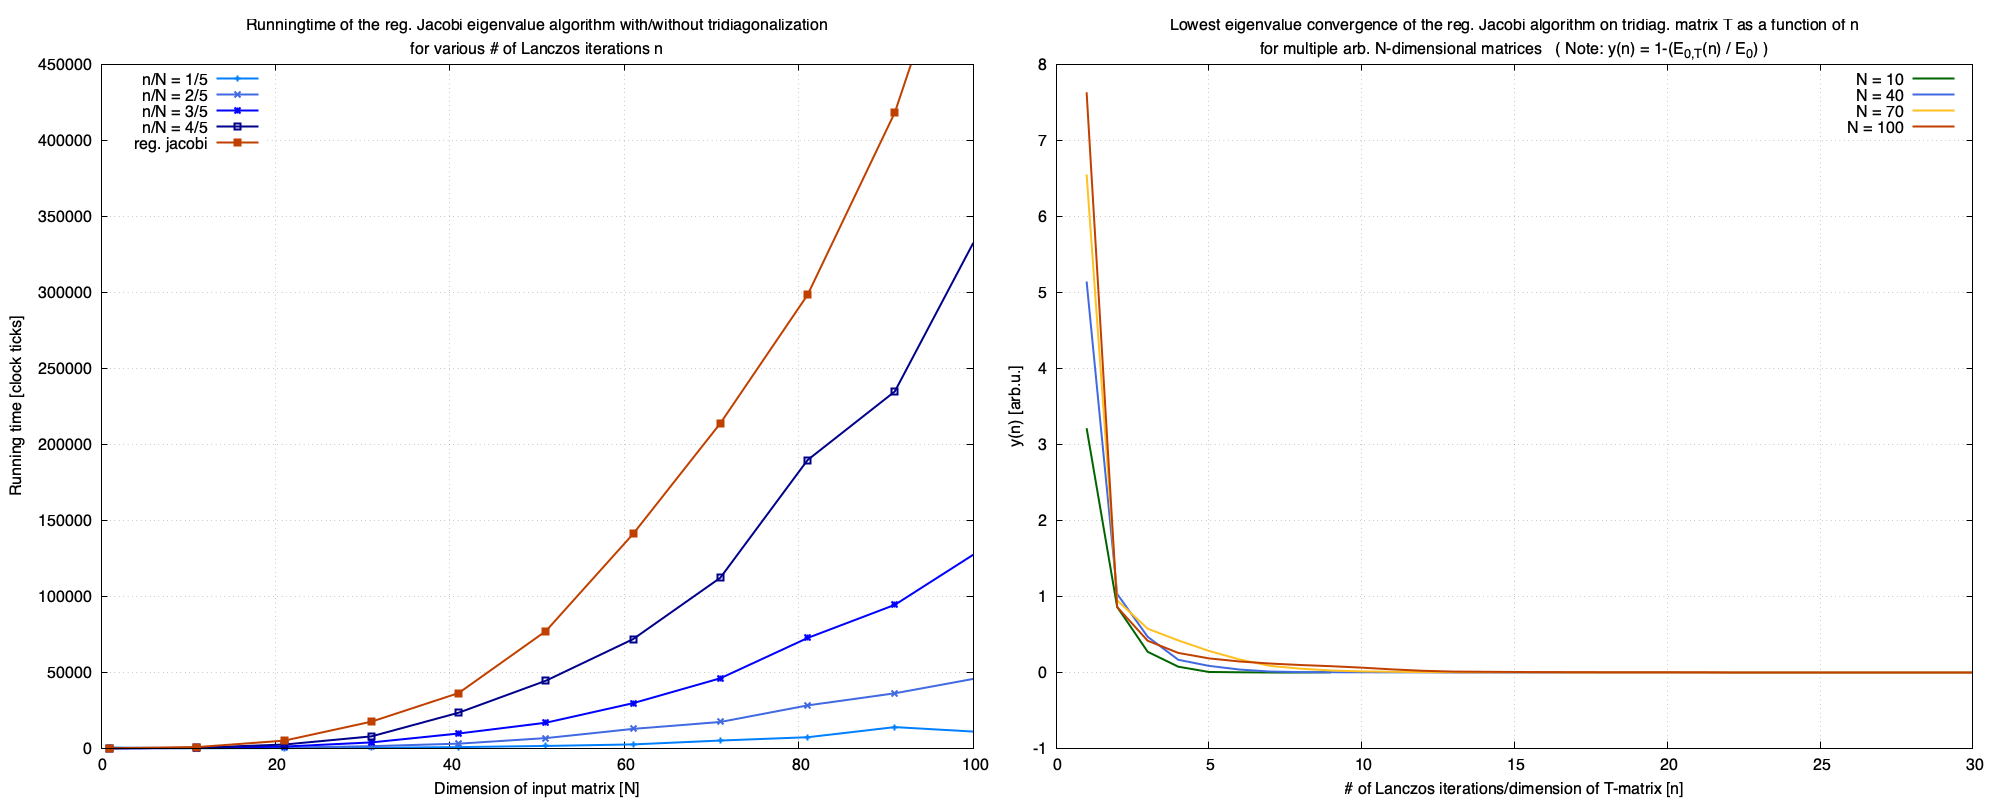 Runningtime of the reg. Jacobi eigenvalue algorithm with/without tridiagonalization
for various # of Lanczos iterations n
450000
400000
350000
300000
250000
200000
150000
100000
50000
0
Running time [clock ticks]
n/N = 1/5
n/N = 2/5
n/N = 3/5
n/N = 4/5
reg. jacobi
0 20 40 60 80 100
Dimension of input matrix [N]
Lowest eigenvalue convergence of the reg. Jacobi algorithm on tridiag. matrix T as a function of n
for multiple arb. N-dimensional matrices ( Note: y(n) = 1-(E0,T(n) / E0) )
8
7
6
5
4
3
2
1
0
-1
y(n) [arb.u.]
N = 10
N = 40
N = 70
N = 100
0 5 10 15 20 25 30
# of Lanczos iterations/dimension of T-matrix [n]